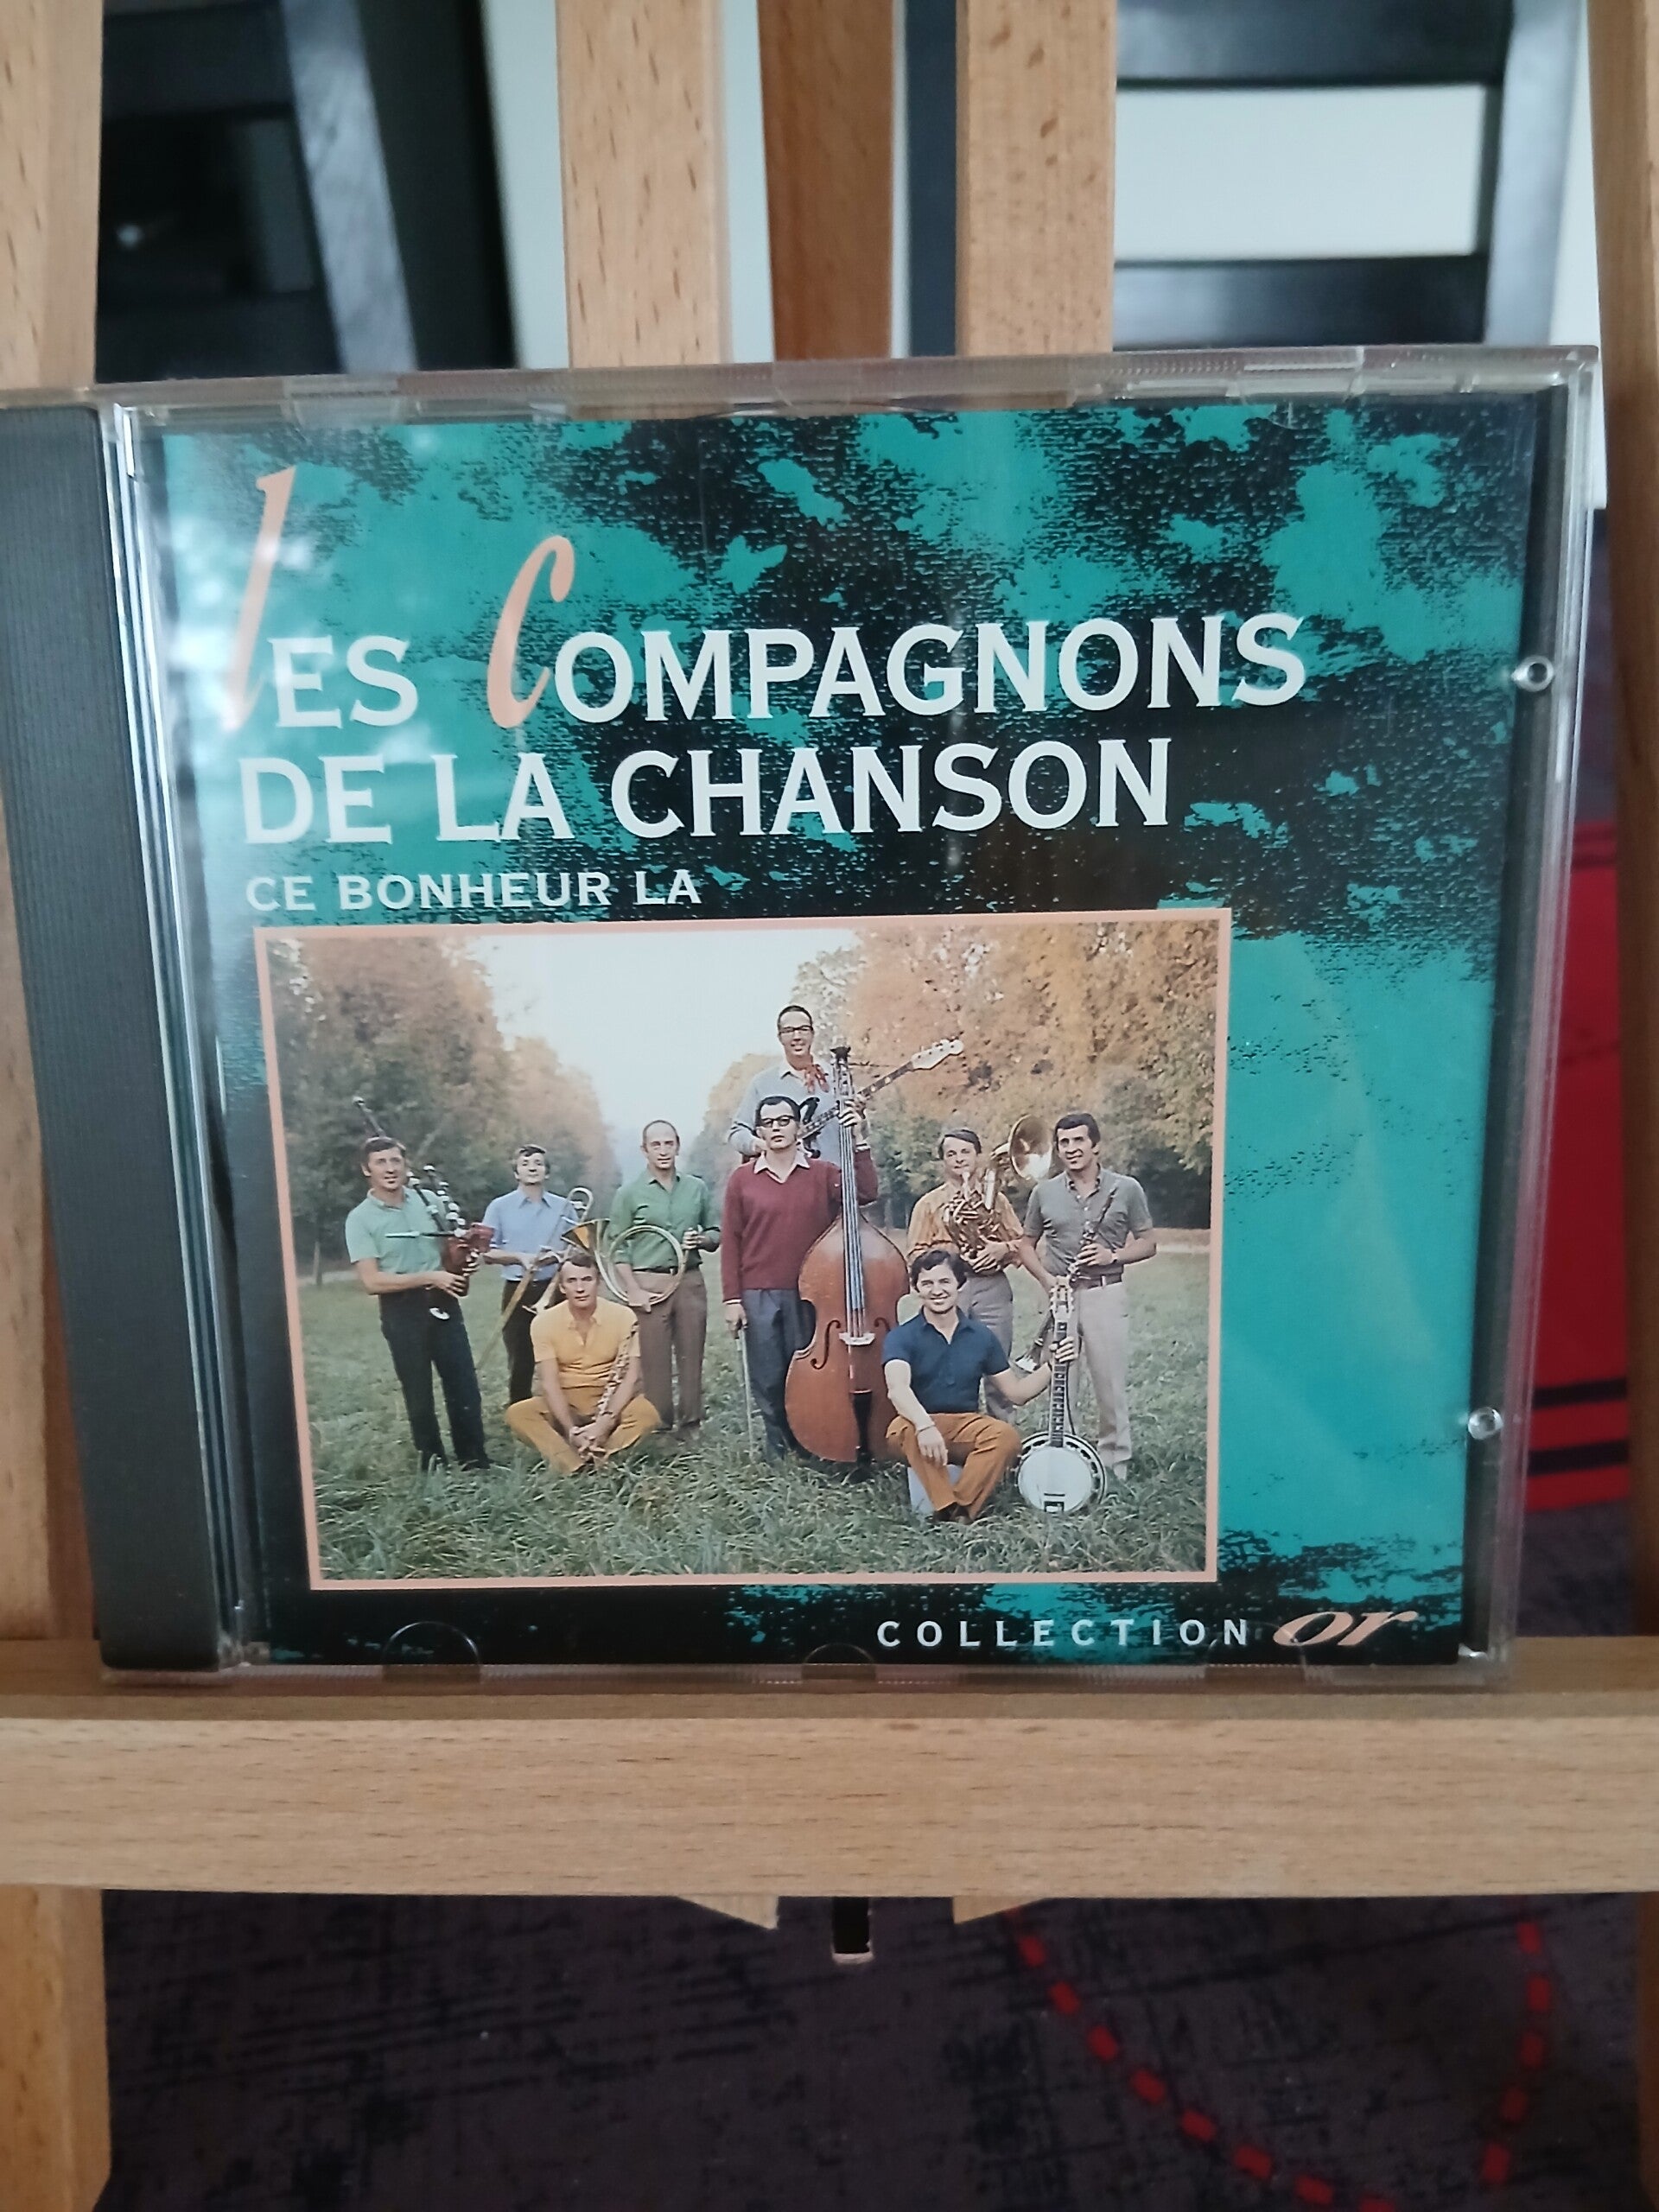 LES COMPAGNONS
DE LA CHANSON
CE BONHEUR LA
COLLECTION or